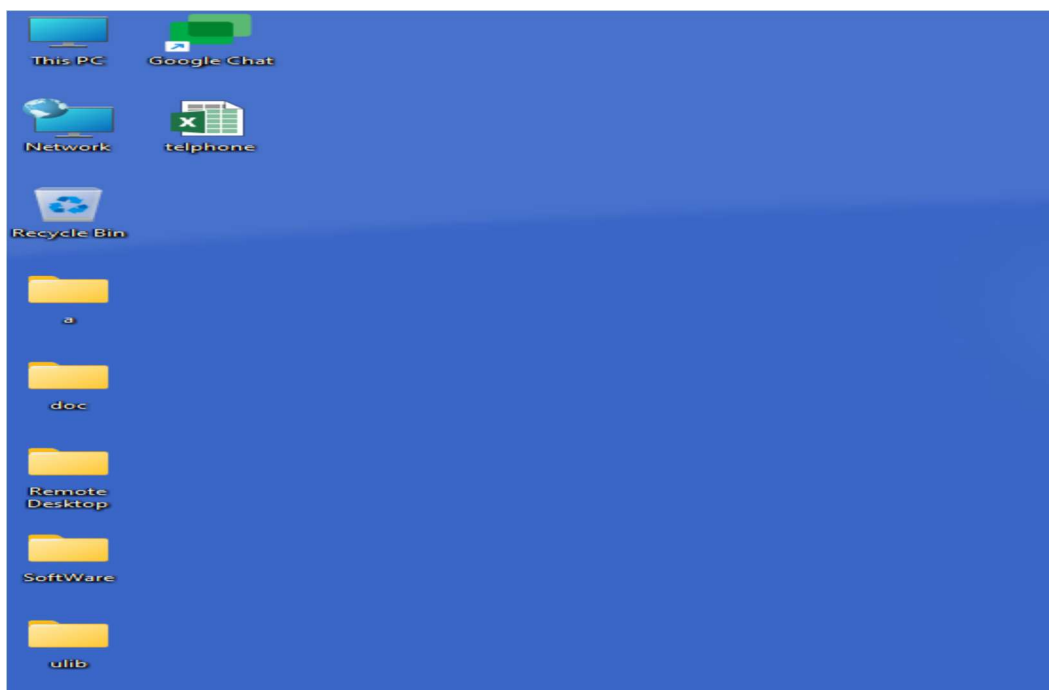 This PC
Google Chat
Network
telphone
Recycle Bin
a
doc
Remote
Desktop
SoftWare
ulib